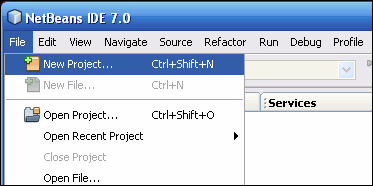 NetBeans IDE 7.0
File Edit View Navigate Source Refactor Run Debug Profile
New Project... Ctrl+Shift+N
New File... Ctrl+N
Open Project... Ctrl+Shift+O
Services
Open Recent Project
Close Project
Open File...